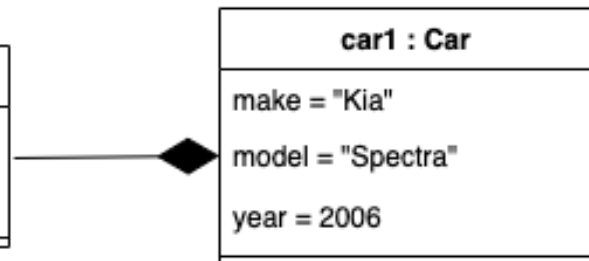 car1 : Car
make = "Kia"
model = "Spectra"
year = 2006